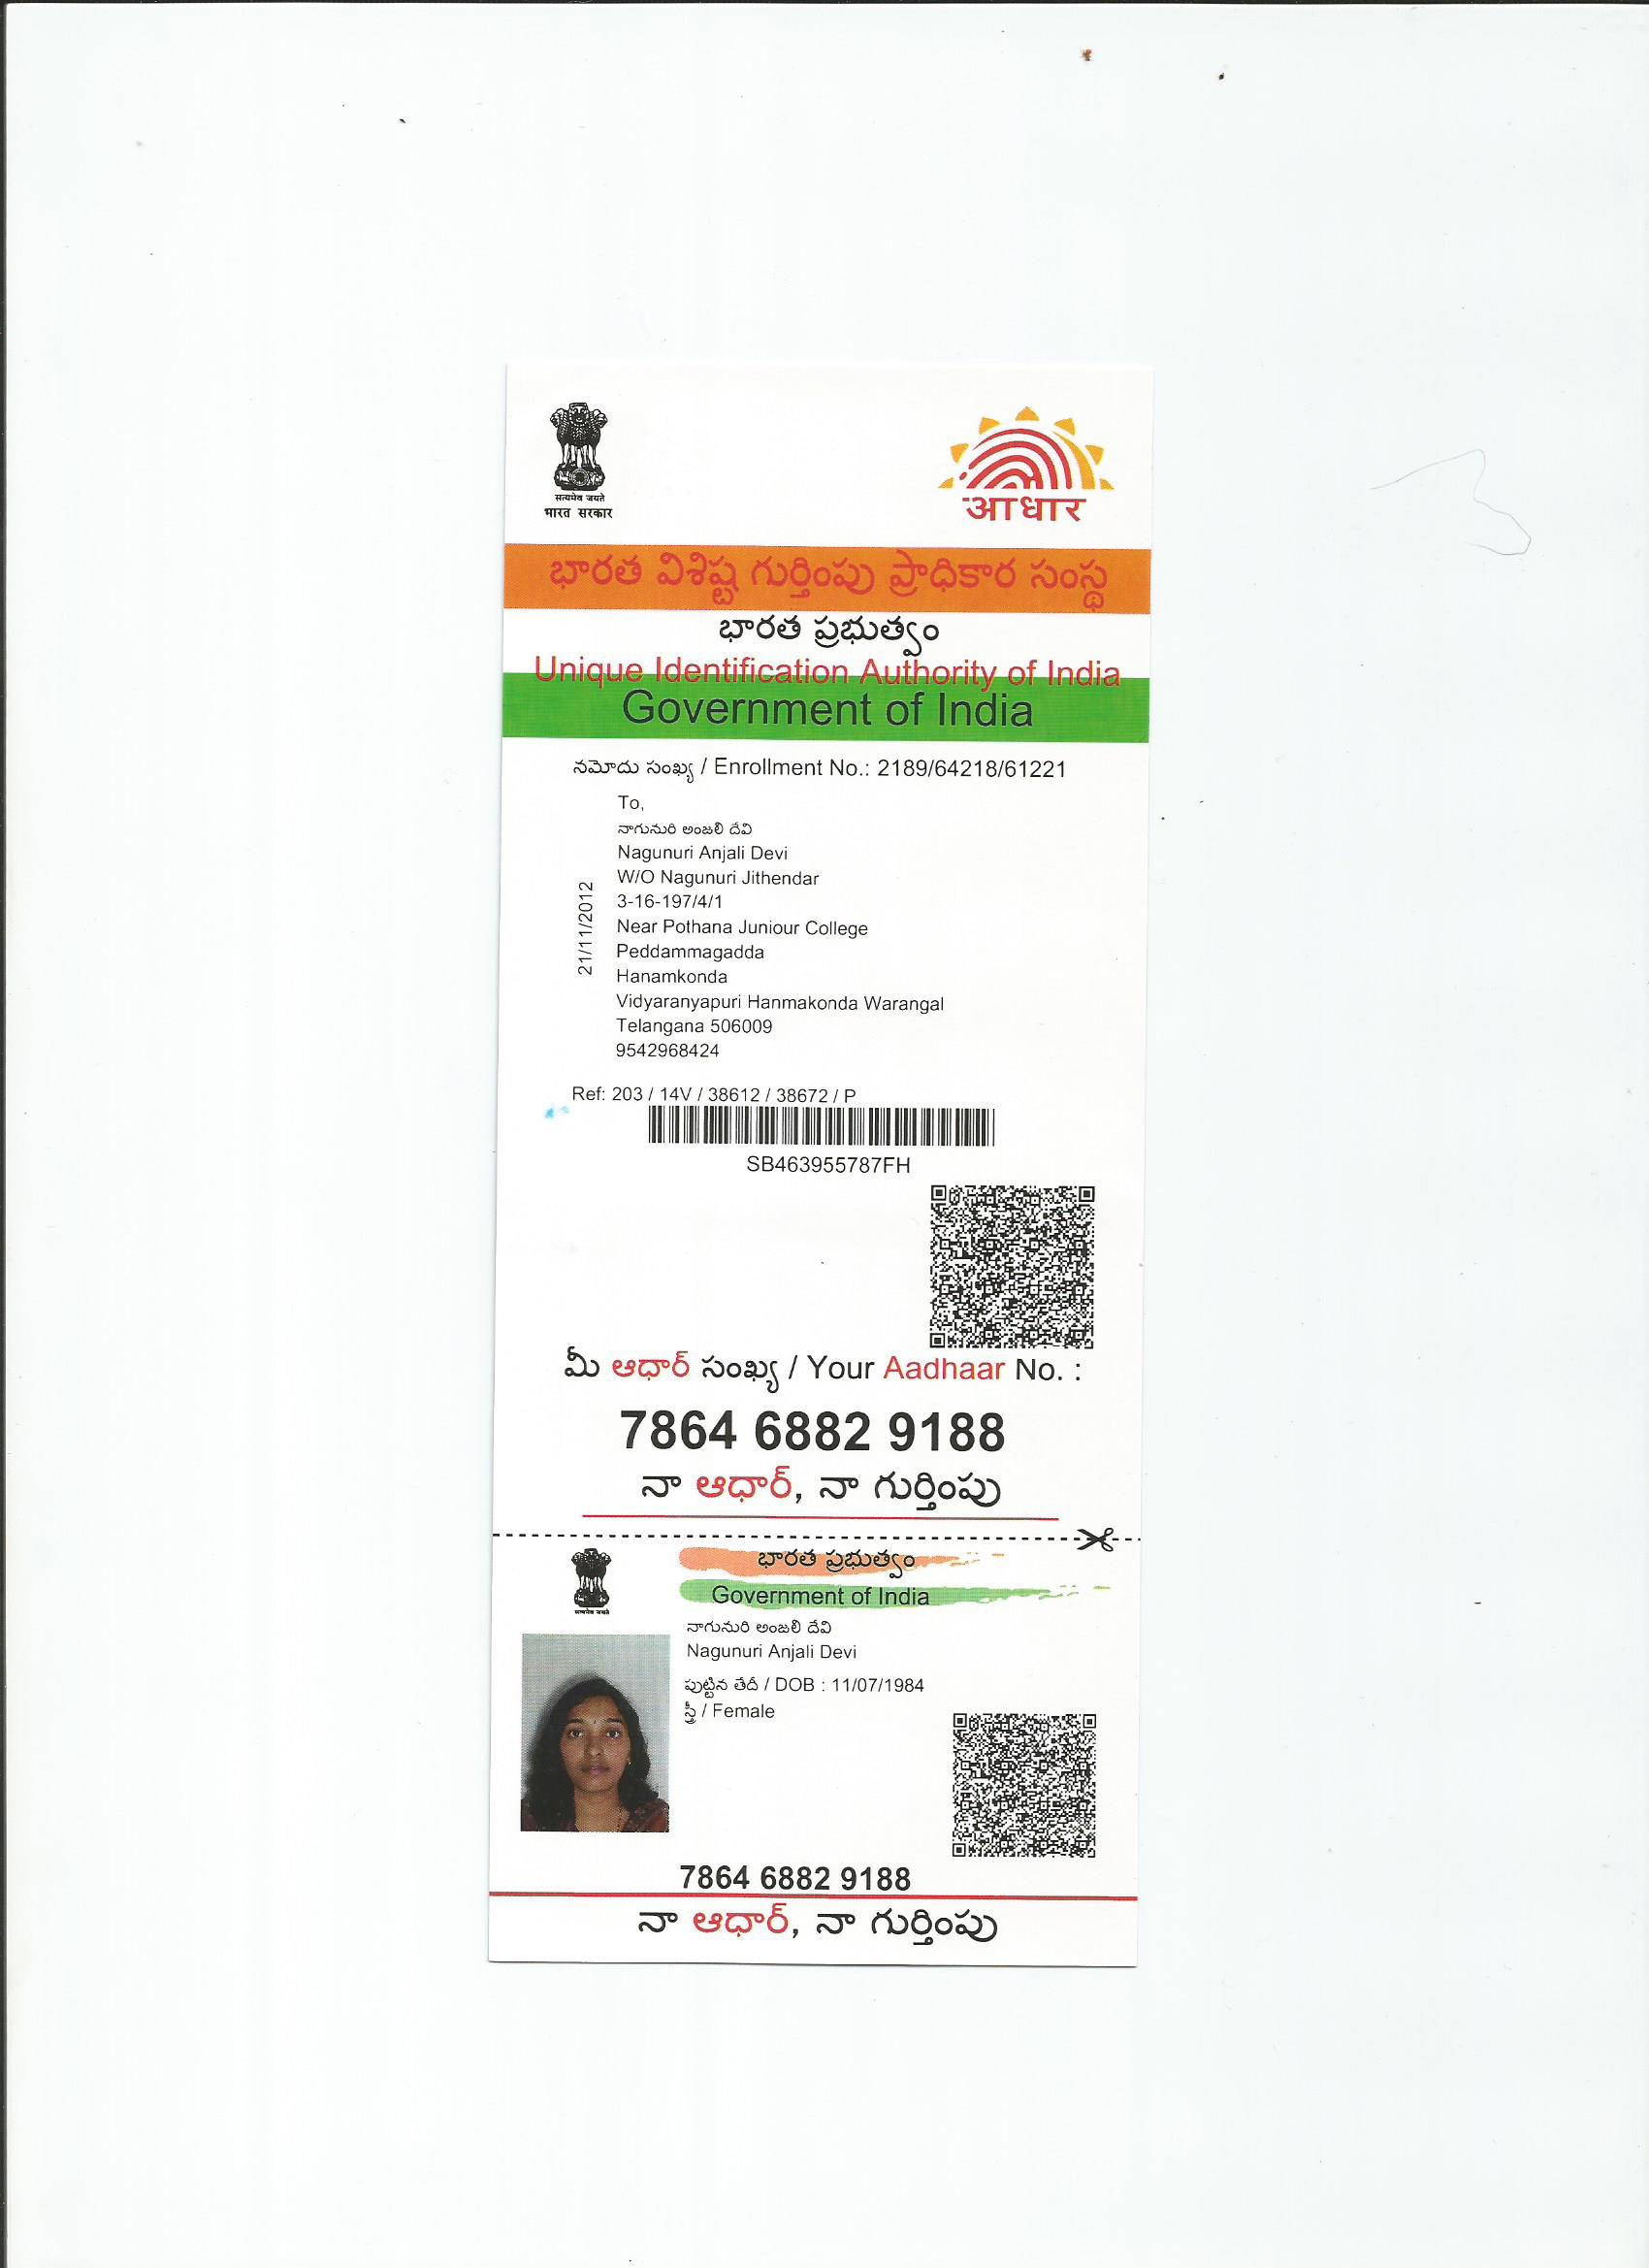 सत्यमेव जयते
भारत सरकार
आधार
భారత విశిష్ట గుర్తింపు ప్రాధికార సంస్థ
భారత ప్రభుత్వం
Unique Identification Authority of India
Government of India
నమోదు సంఖ్య / Enrollment No.: 2189/64218/61221
To,
నాగునురి అంజలి దేవి
Nagunuri Anjali Devi
W/O Nagunuri Jithendar
3-16-197/4/1
Near Pothana Juniour College
Peddammagadda
Hanamkonda
Vidyaranyapuri Hanmakonda Warangal
Telangana 506009
9542968424
21/11/2012
Ref: 203 / 14V / 38612 / 38672 / P
SB463955787FH
మీ ఆధార్ సంఖ్య / Your Aadhaar No. :
7864 6882 9188
నా ఆధార్, నా గుర్తింపు
सत्यमेव जयते
భారత ప్రభుత్వం
Government of India
నాగునురి అంజలి దేవి
Nagunuri Anjali Devi
పుట్టిన తేదీ / DOB : 11/07/1984
స్త్రీ / Female
7864 6882 9188
నా ఆధార్, నా గుర్తింపు